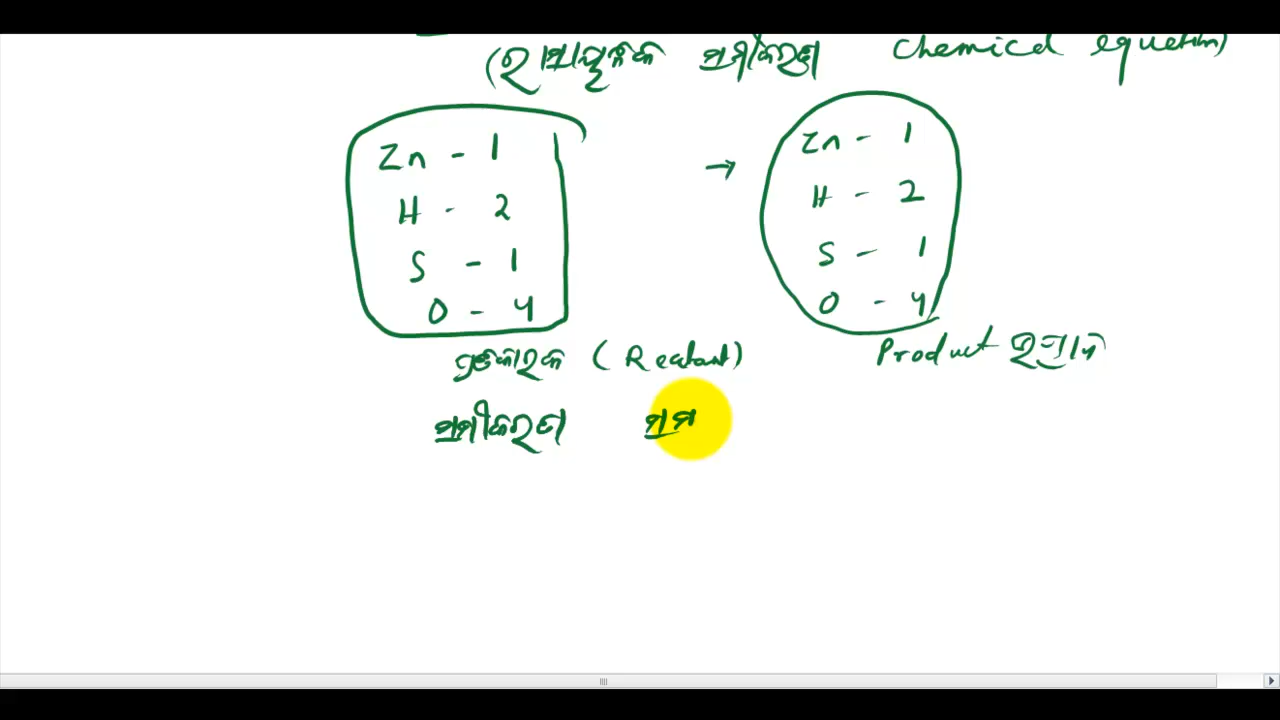 (ରାସାୟନିକ ସମୀକରଣ Chemical equation)
Zn - 1 → Zn - 1
H - 2 H - 2
S - 1 S - 1
O - 4 O - 4
ପ୍ରତିକାରକ (Reactant) Product ଉତ୍ପାଦ
ସମୀକରଣ ସମ